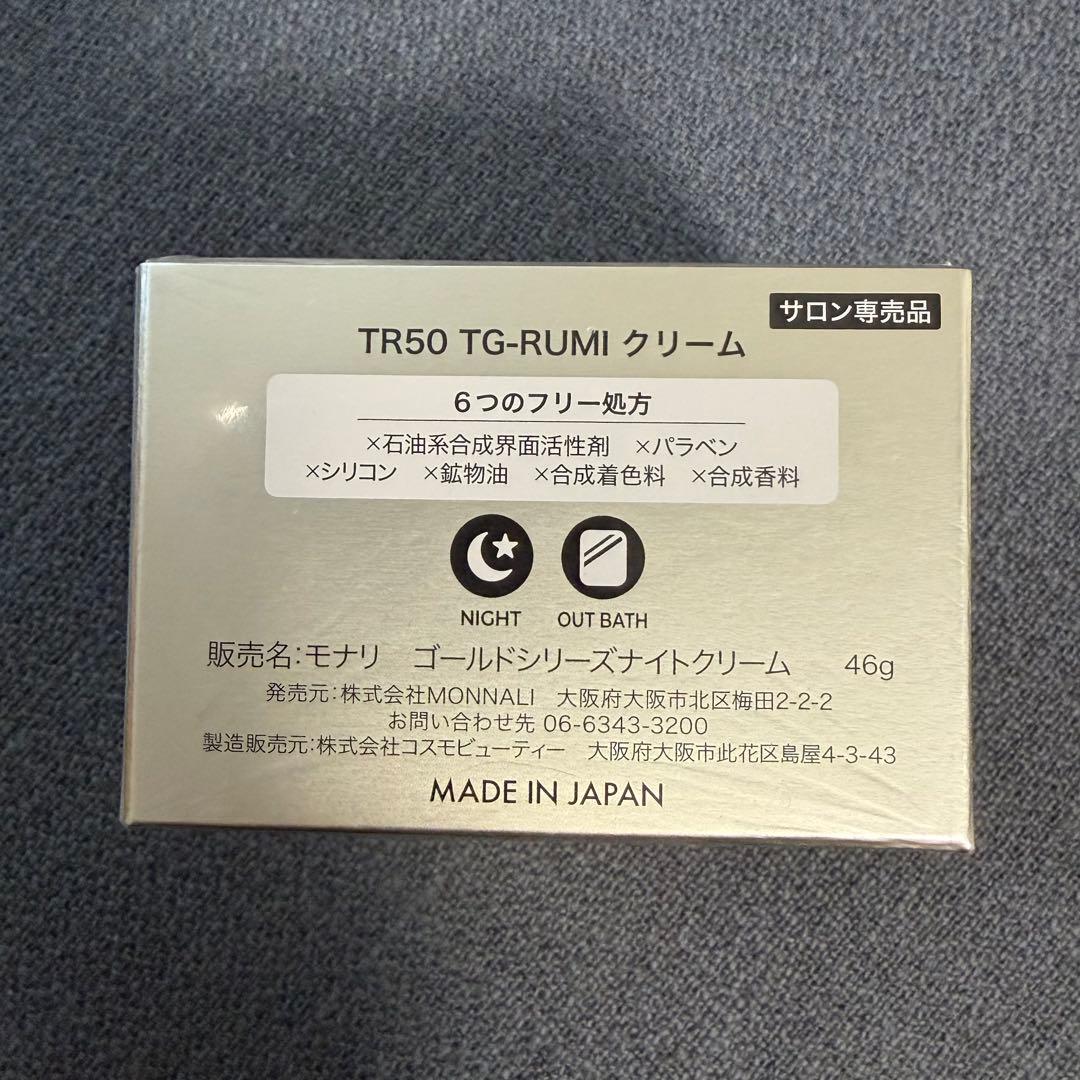 サロン専売品
TR50 TG-RUMI クリーム
6つのフリー処方
×石油系合成界面活性剤 ×パラベン
×シリコン ×鉱物油 ×合成着色料 ×合成香料
NIGHT OUT BATH
販売名:モナリ ゴールドシリーズナイトクリーム 46g
発売元:株式会社MONNALI 大阪府大阪市北区梅田2-2-2
お問い合わせ先 06-6343-3200
製造販売元:株式会社コスモビューティー 大阪府大阪市此花区島屋4-3-43
MADE IN JAPAN